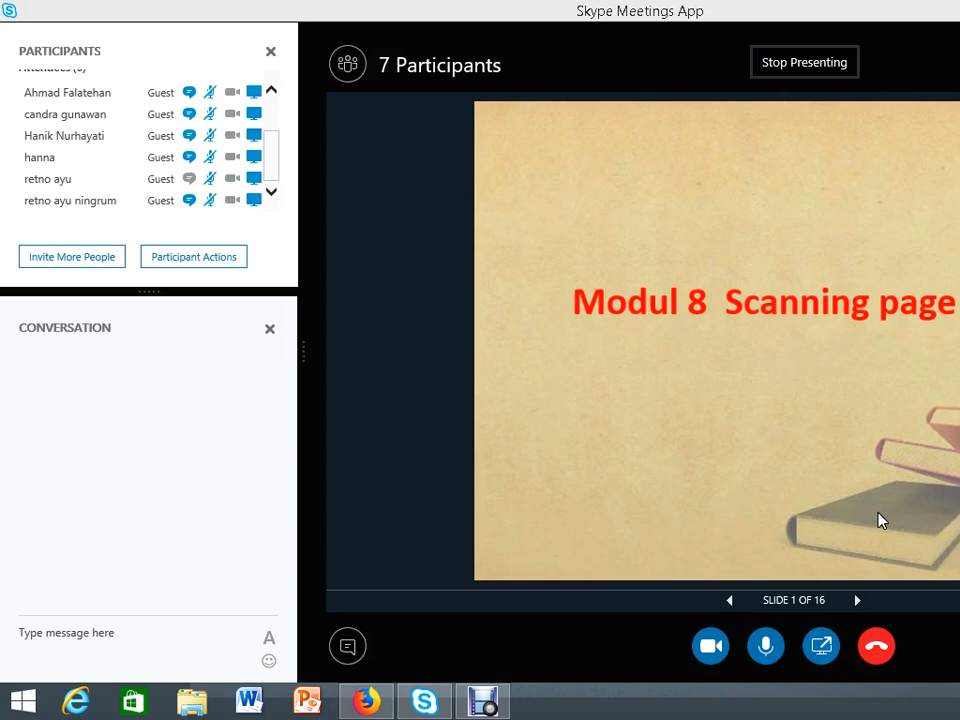 Skype Meetings App
PARTICIPANTS
Ahmad Falatehan Guest
candra gunawan Guest
Hanik Nurhayati Guest
hanna Guest
retno ayu Guest
retno ayu ningrum Guest
Invite More People Participant Actions
CONVERSATION
Type message here
A
7 Participants
Stop Presenting
Modul 8 Scanning page
SLIDE 1 OF 16